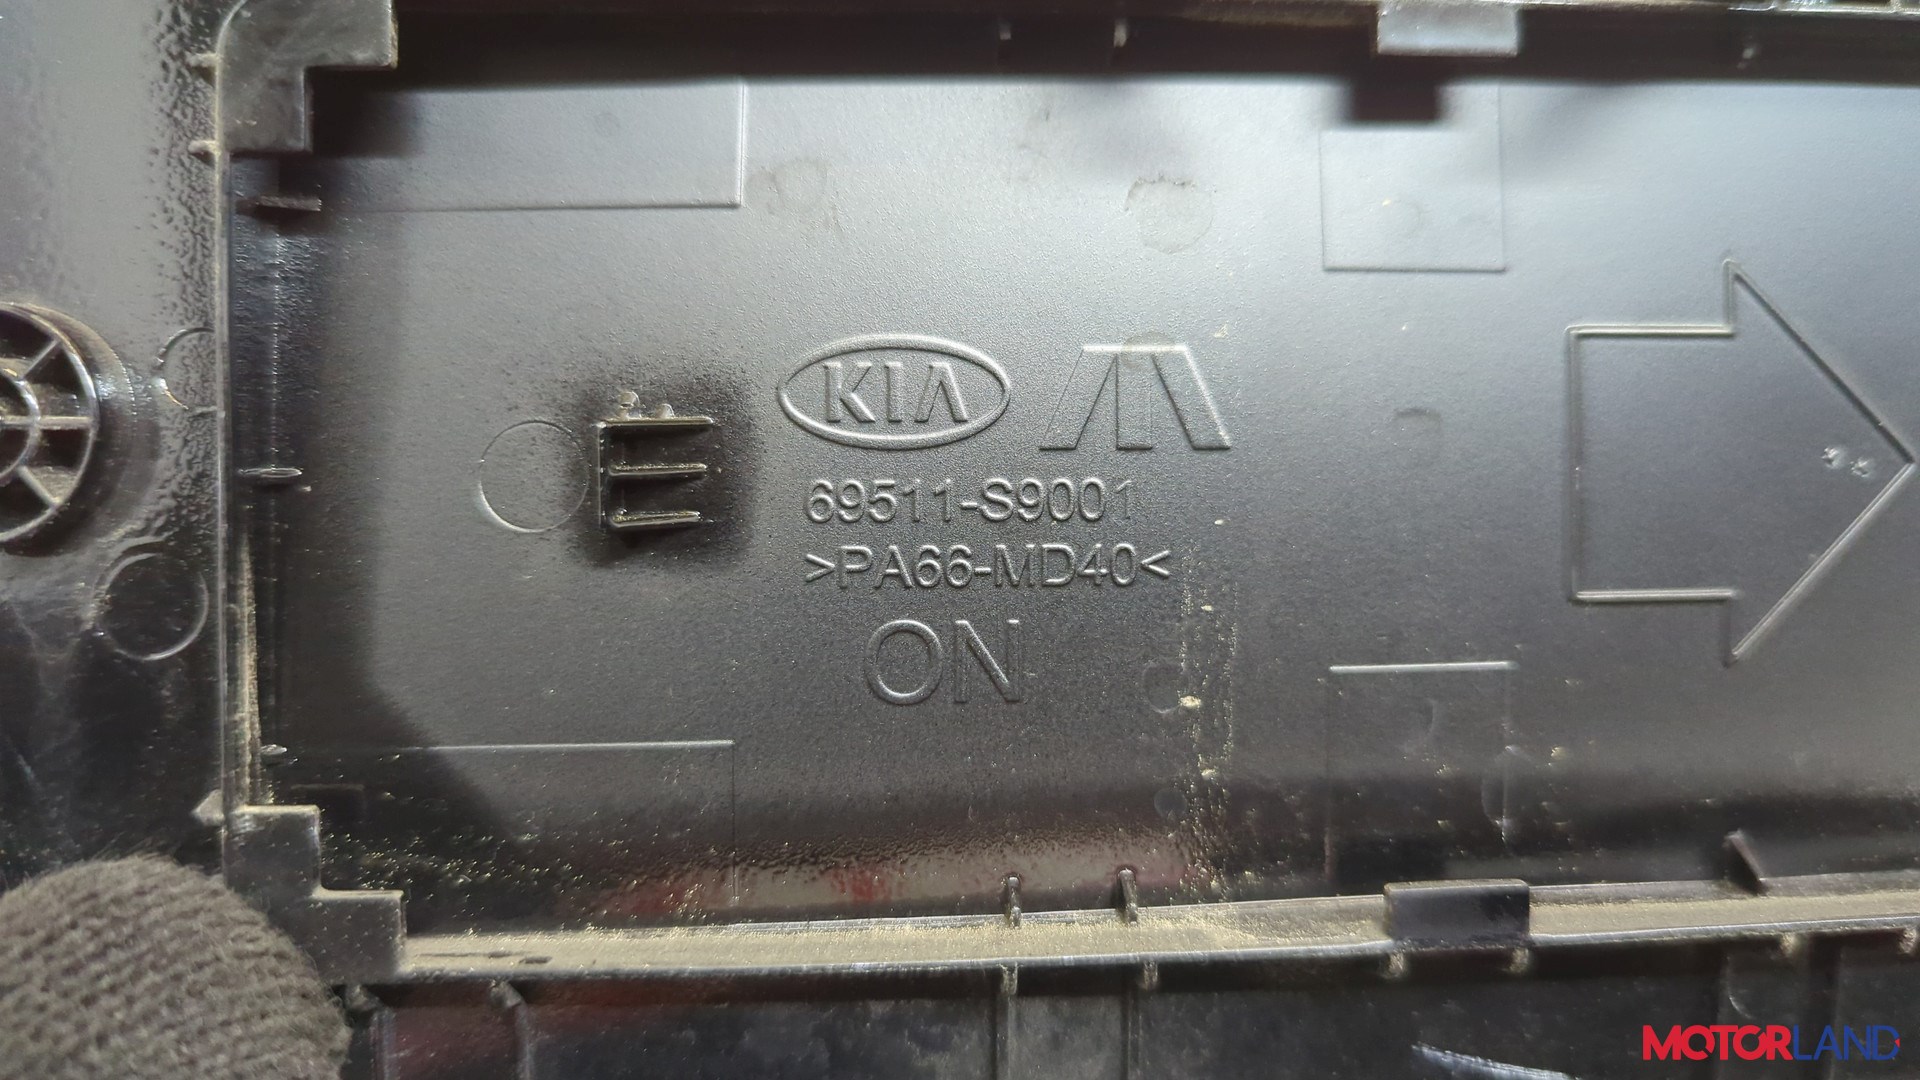 KIA
69511-S9001
>PA66-MD40<
ON
MOTORLAND